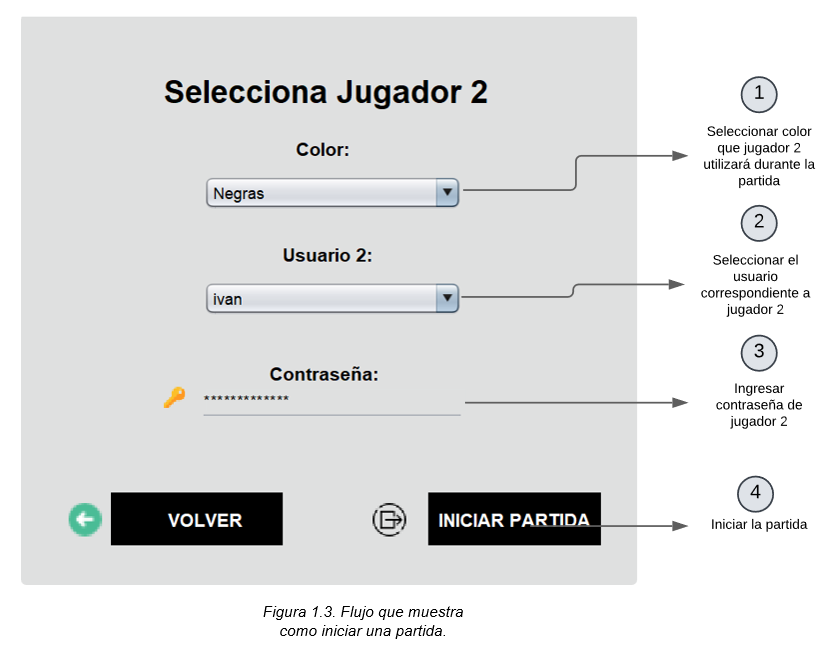 Selecciona Jugador 2
Color:
Negras
Usuario 2:
ivan
Contraseña:
*************
VOLVER
INICIAR PARTIDA
1
Seleccionar color
que jugador 2
utilizará durante la
partida
2
Seleccionar el
usuario
correspondiente a
jugador 2
3
Ingresar
contraseña de
jugador 2
4
Iniciar la partida
Figura 1.3. Flujo que muestra
como iniciar una partida.